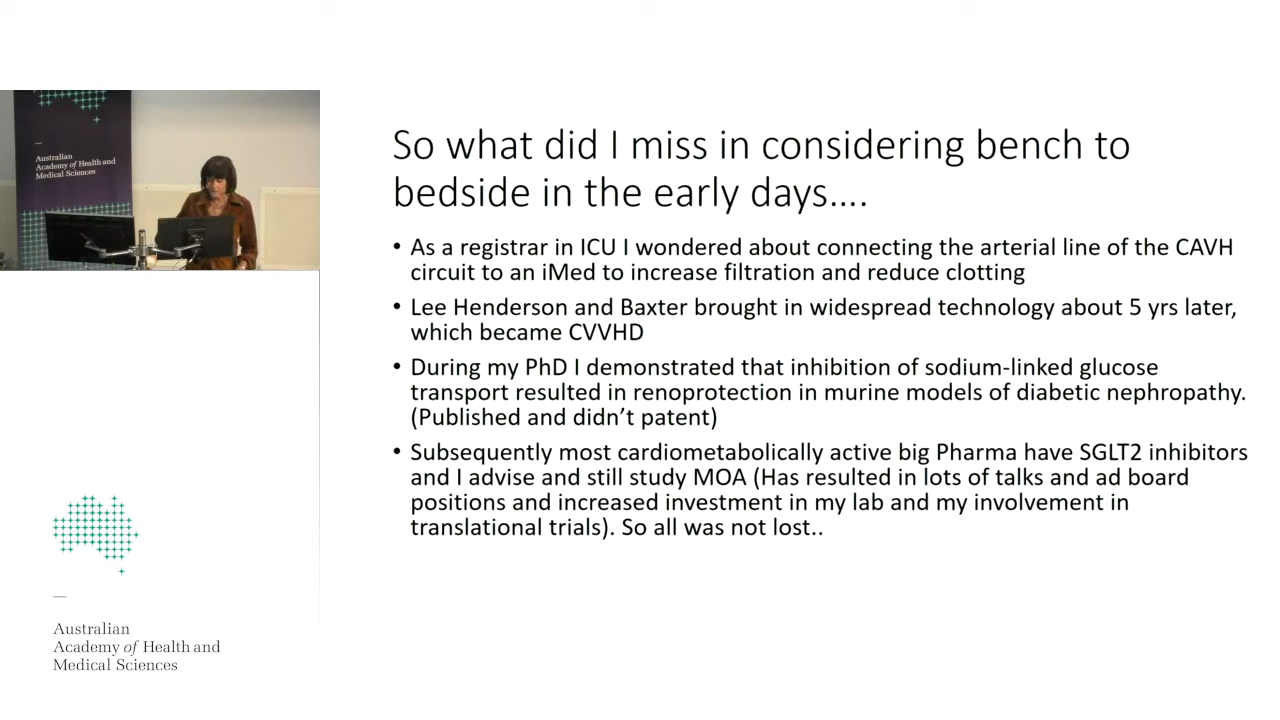 Australian
Academy of Health and
Medical Sciences
So what did I miss in considering bench to
bedside in the early days....
• As a registrar in ICU I wondered about connecting the arterial line of the CAVH
circuit to an iMed to increase filtration and reduce clotting
• Lee Henderson and Baxter brought in widespread technology about 5 yrs later,
which became CVVHD
• During my PhD I demonstrated that inhibition of sodium-linked glucose
transport resulted in renoprotection in murine models of diabetic nephropathy.
(Published and didn’t patent)
• Subsequently most cardiometabolically active big Pharma have SGLT2 inhibitors
and I advise and still study MOA (Has resulted in lots of talks and ad board
positions and increased investment in my lab and my involvement in
translational trials). So all was not lost..
Australian
Academy of Health and
Medical Sciences